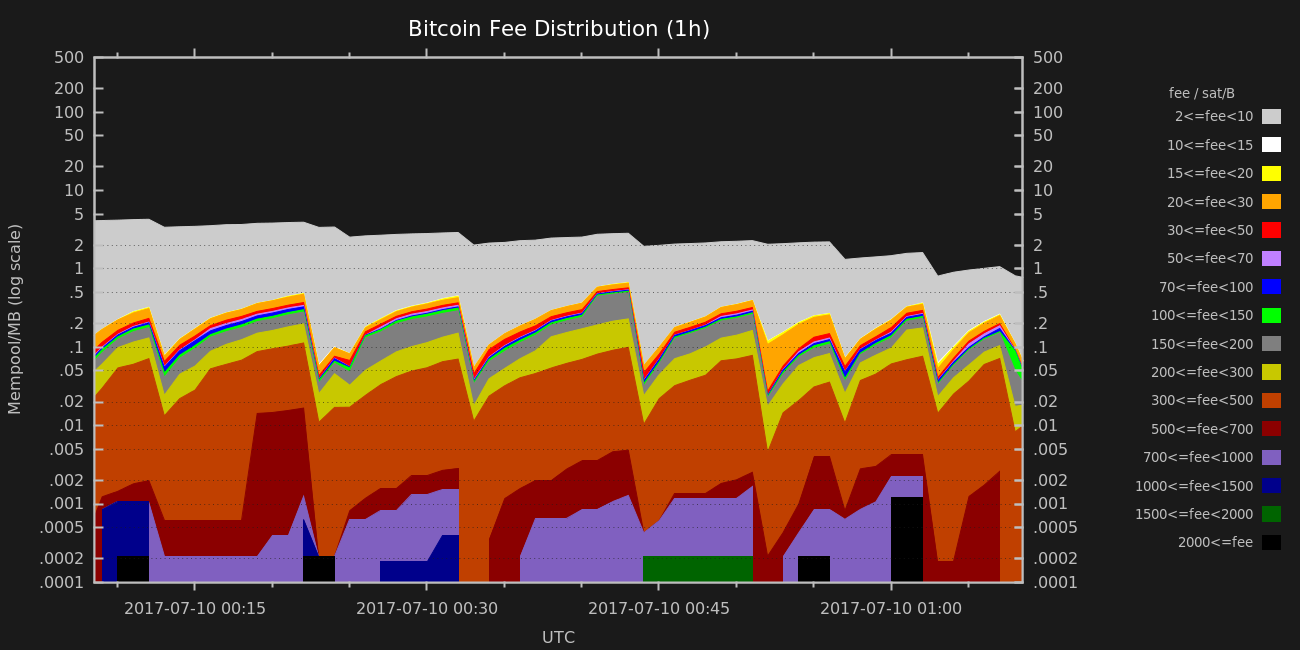 Bitcoin Fee Distribution (1h)
Mempool/MB (log scale)
500
200
100
50
20
10
5
2
1
.5
.2
.1
.05
.02
.01
.005
.002
.001
.0005
.0002
.0001
500
200
100
50
20
10
5
2
1
.5
.2
.1
.05
.02
.01
.005
.002
.001
.0005
.0002
.0001
2017-07-10 00:15
2017-07-10 00:30
2017-07-10 00:45
2017-07-10 01:00
UTC
fee / sat/B
2<=fee<10
10<=fee<15
15<=fee<20
20<=fee<30
30<=fee<50
50<=fee<70
70<=fee<100
100<=fee<150
150<=fee<200
200<=fee<300
300<=fee<500
500<=fee<700
700<=fee<1000
1000<=fee<1500
1500<=fee<2000
2000<=fee